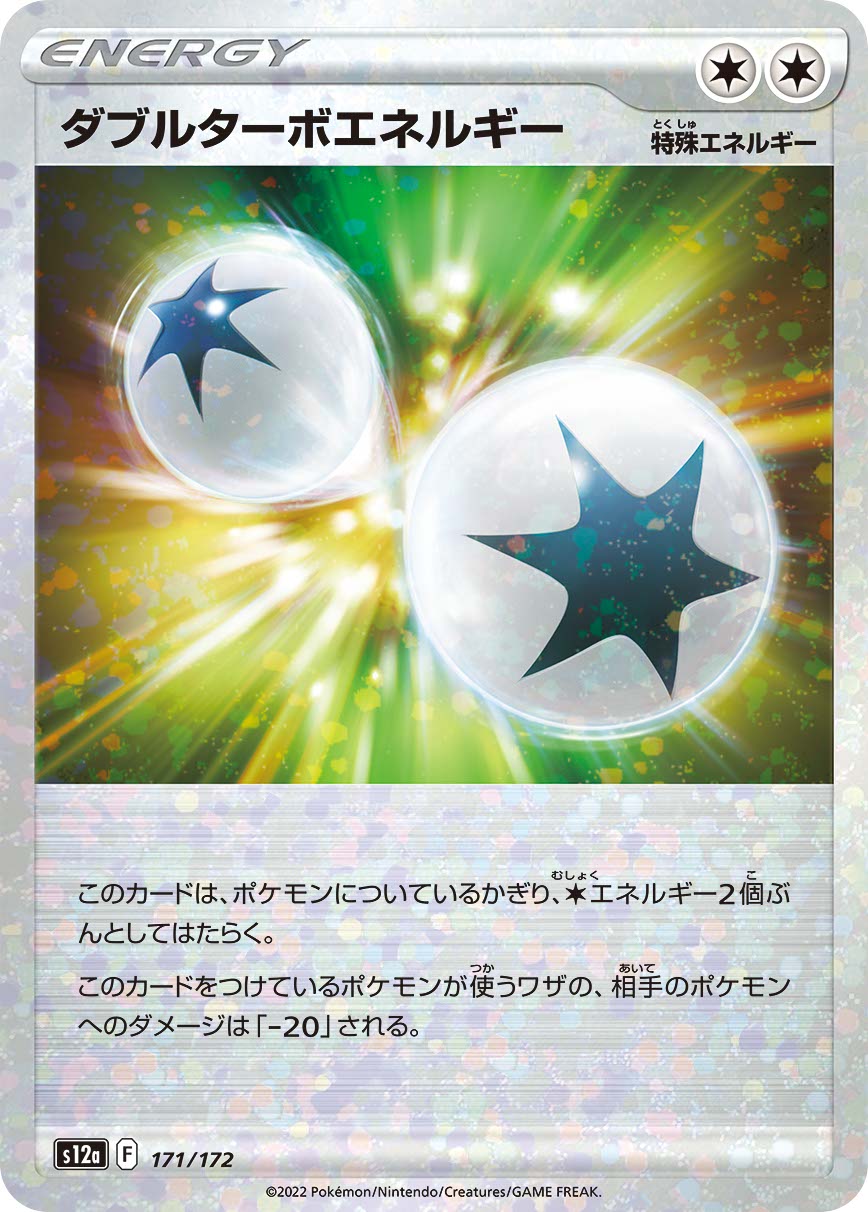 ENERGY
ダブルターボエネルギー
とくしゅ
特殊エネルギー
むしょく こ
このカードは、ポケモンについているかぎり、✶エネルギー2個ぶ
んとしてはたらく。
つか あいて
このカードをつけているポケモンが使うワザの、相手のポケモン
へのダメージは「-20」される。
s12a F 171/172
©2022 Pokémon/Nintendo/Creatures/GAME FREAK.